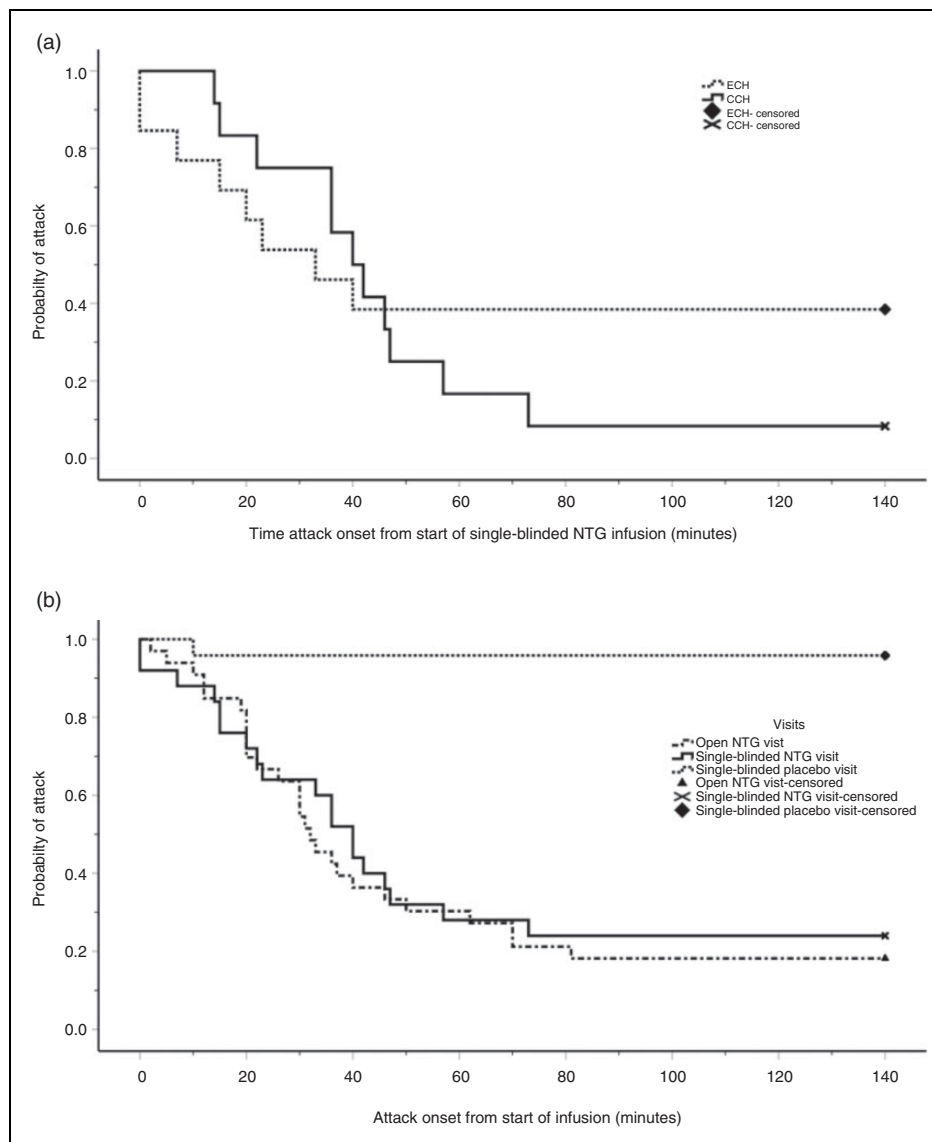 (a)
1.0
0.8
0.6
0.4
0.2
0.0
Probabilty of attack
ECH
CCH
ECH- censored
CCH- censored
0 20 40 60 80 100 120 140
Time attack onset from start of single-blinded NTG infusion (minutes)
(b)
1.0
0.8
0.6
0.4
0.2
0.0
Probabilty of attack
Visits
Open NTG vist
Single-blinded NTG visit
Single-blinded placebo visit
Open NTG vist-censored
Single-blinded NTG visit-censored
Single-blinded placebo visit-censored
0 20 40 60 80 100 120 140
Attack onset from start of infusion (minutes)